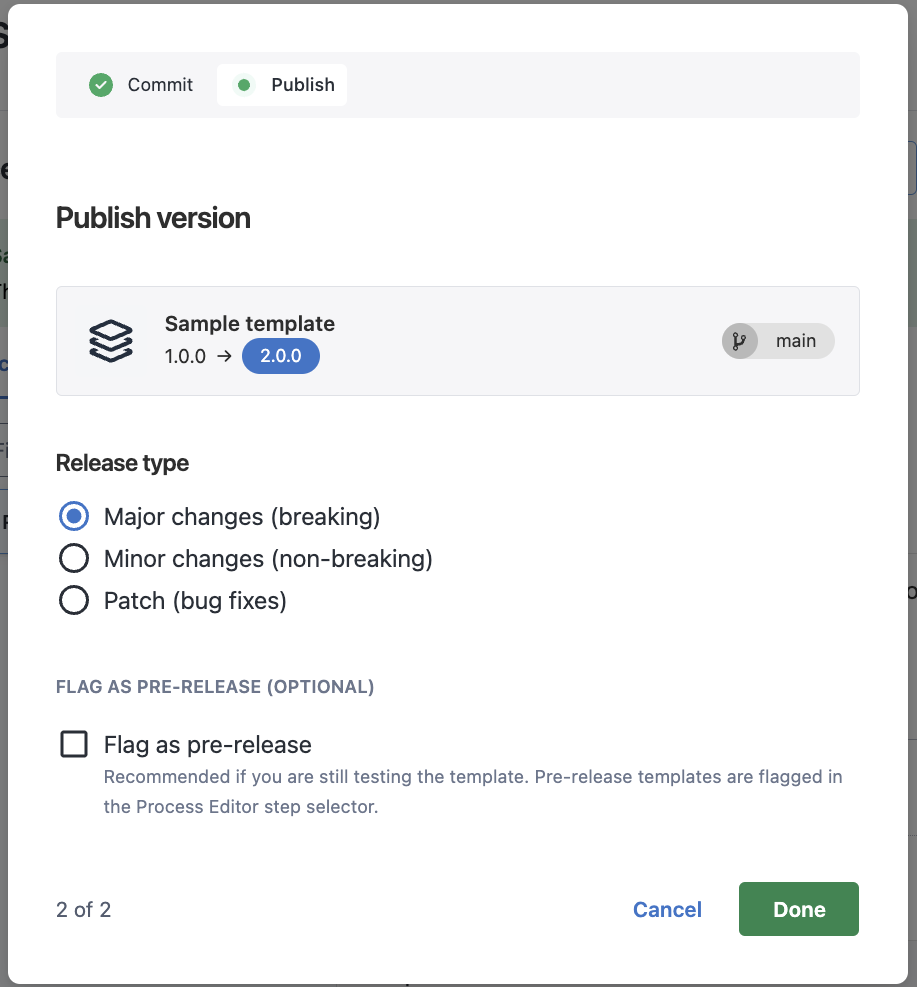 Commit
Publish
Publish version
Sample template
1.0.0 → 2.0.0
main
Release type
Major changes (breaking)
Minor changes (non-breaking)
Patch (bug fixes)
FLAG AS PRE-RELEASE (OPTIONAL)
Flag as pre-release
Recommended if you are still testing the template. Pre-release templates are flagged in
the Process Editor step selector.
2 of 2
Cancel
Done